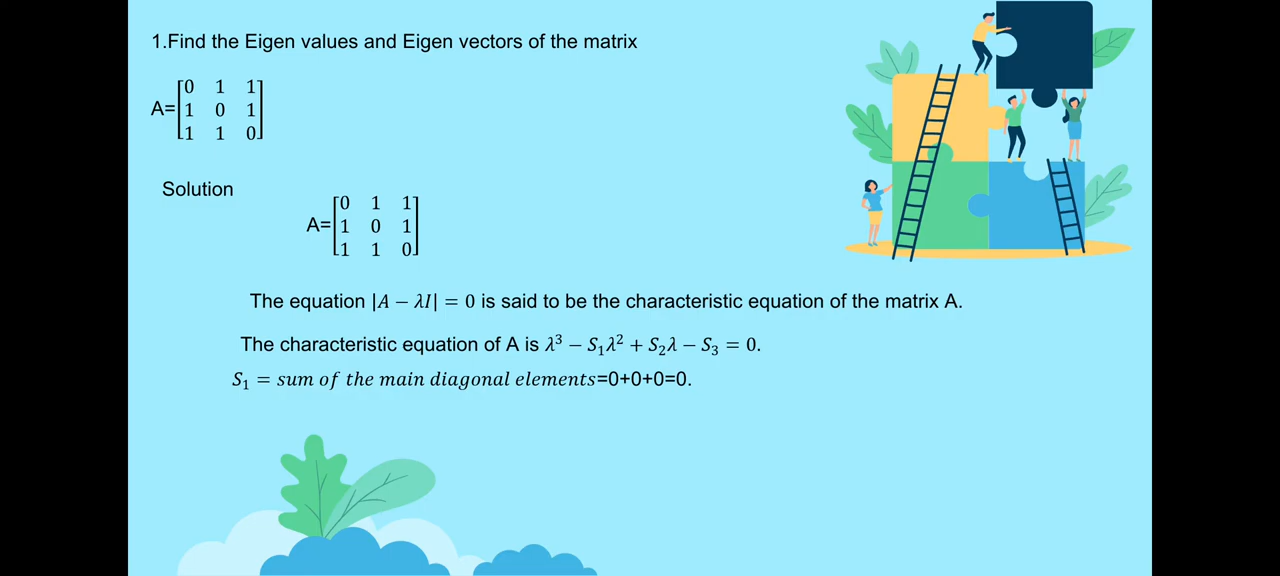 1.Find the Eigen values and Eigen vectors of the matrix
A=[0 1 1
1 0 1
1 1 0]
Solution
A=[0 1 1
1 0 1
1 1 0]
The equation |A − λI| = 0 is said to be the characteristic equation of the matrix A.
The characteristic equation of A is λ³ − S₁λ² + S₂λ − S₃ = 0.
S₁ = sum of the main diagonal elements=0+0+0=0.